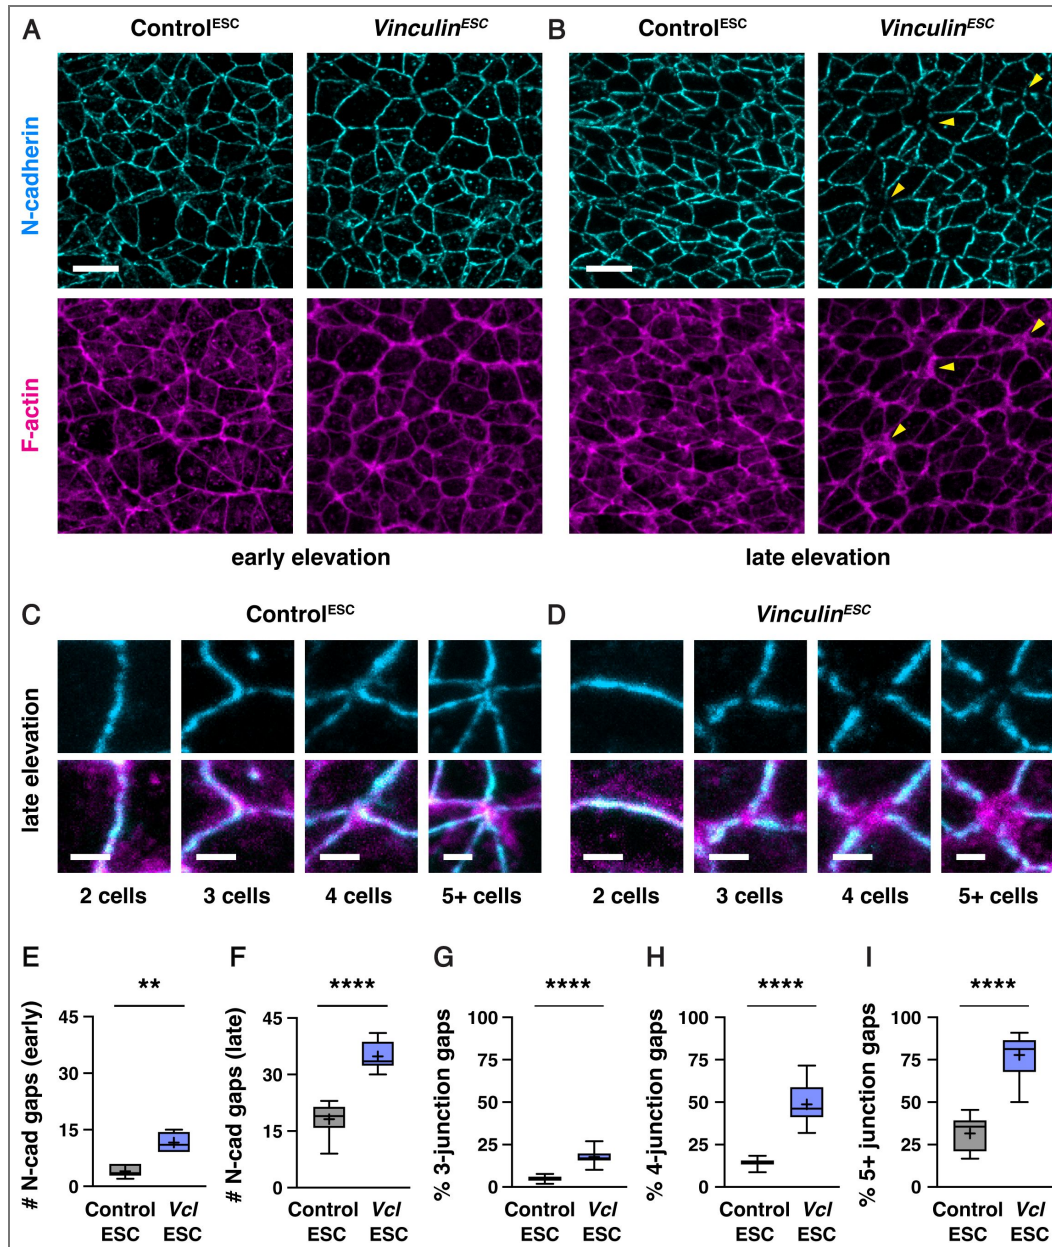 A Control^ESC Vinculin^ESC B Control^ESC Vinculin^ESC
N-cadherin
F-actin
early elevation late elevation
C Control^ESC D Vinculin^ESC
late elevation
2 cells 3 cells 4 cells 5+ cells 2 cells 3 cells 4 cells 5+ cells
E
**
# N-cad gaps (early)
45
30
15
0
Control ESC
Vcl ESC
F
****
# N-cad gaps (late)
45
30
15
0
Control ESC
Vcl ESC
G
****
% 3-junction gaps
100
75
50
25
0
Control ESC
Vcl ESC
H
****
% 4-junction gaps
100
75
50
25
0
Control ESC
Vcl ESC
I
****
% 5+ junction gaps
100
75
50
25
0
Control ESC
Vcl ESC